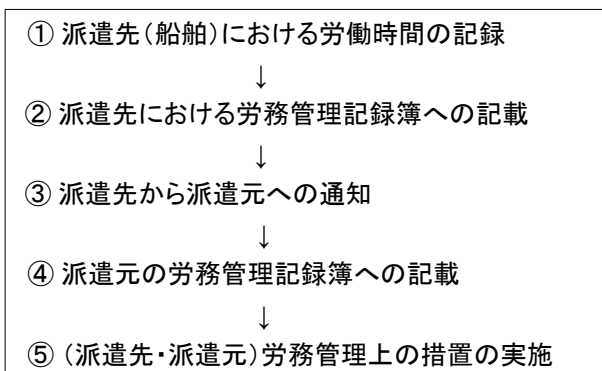 ① 派遣先（船舶）における労働時間の記録
↓
② 派遣先における労務管理記録簿への記載
↓
③ 派遣先から派遣元への通知
↓
④ 派遣元の労務管理記録簿への記載
↓
⑤ （派遣先・派遣元）労務管理上の措置の実施